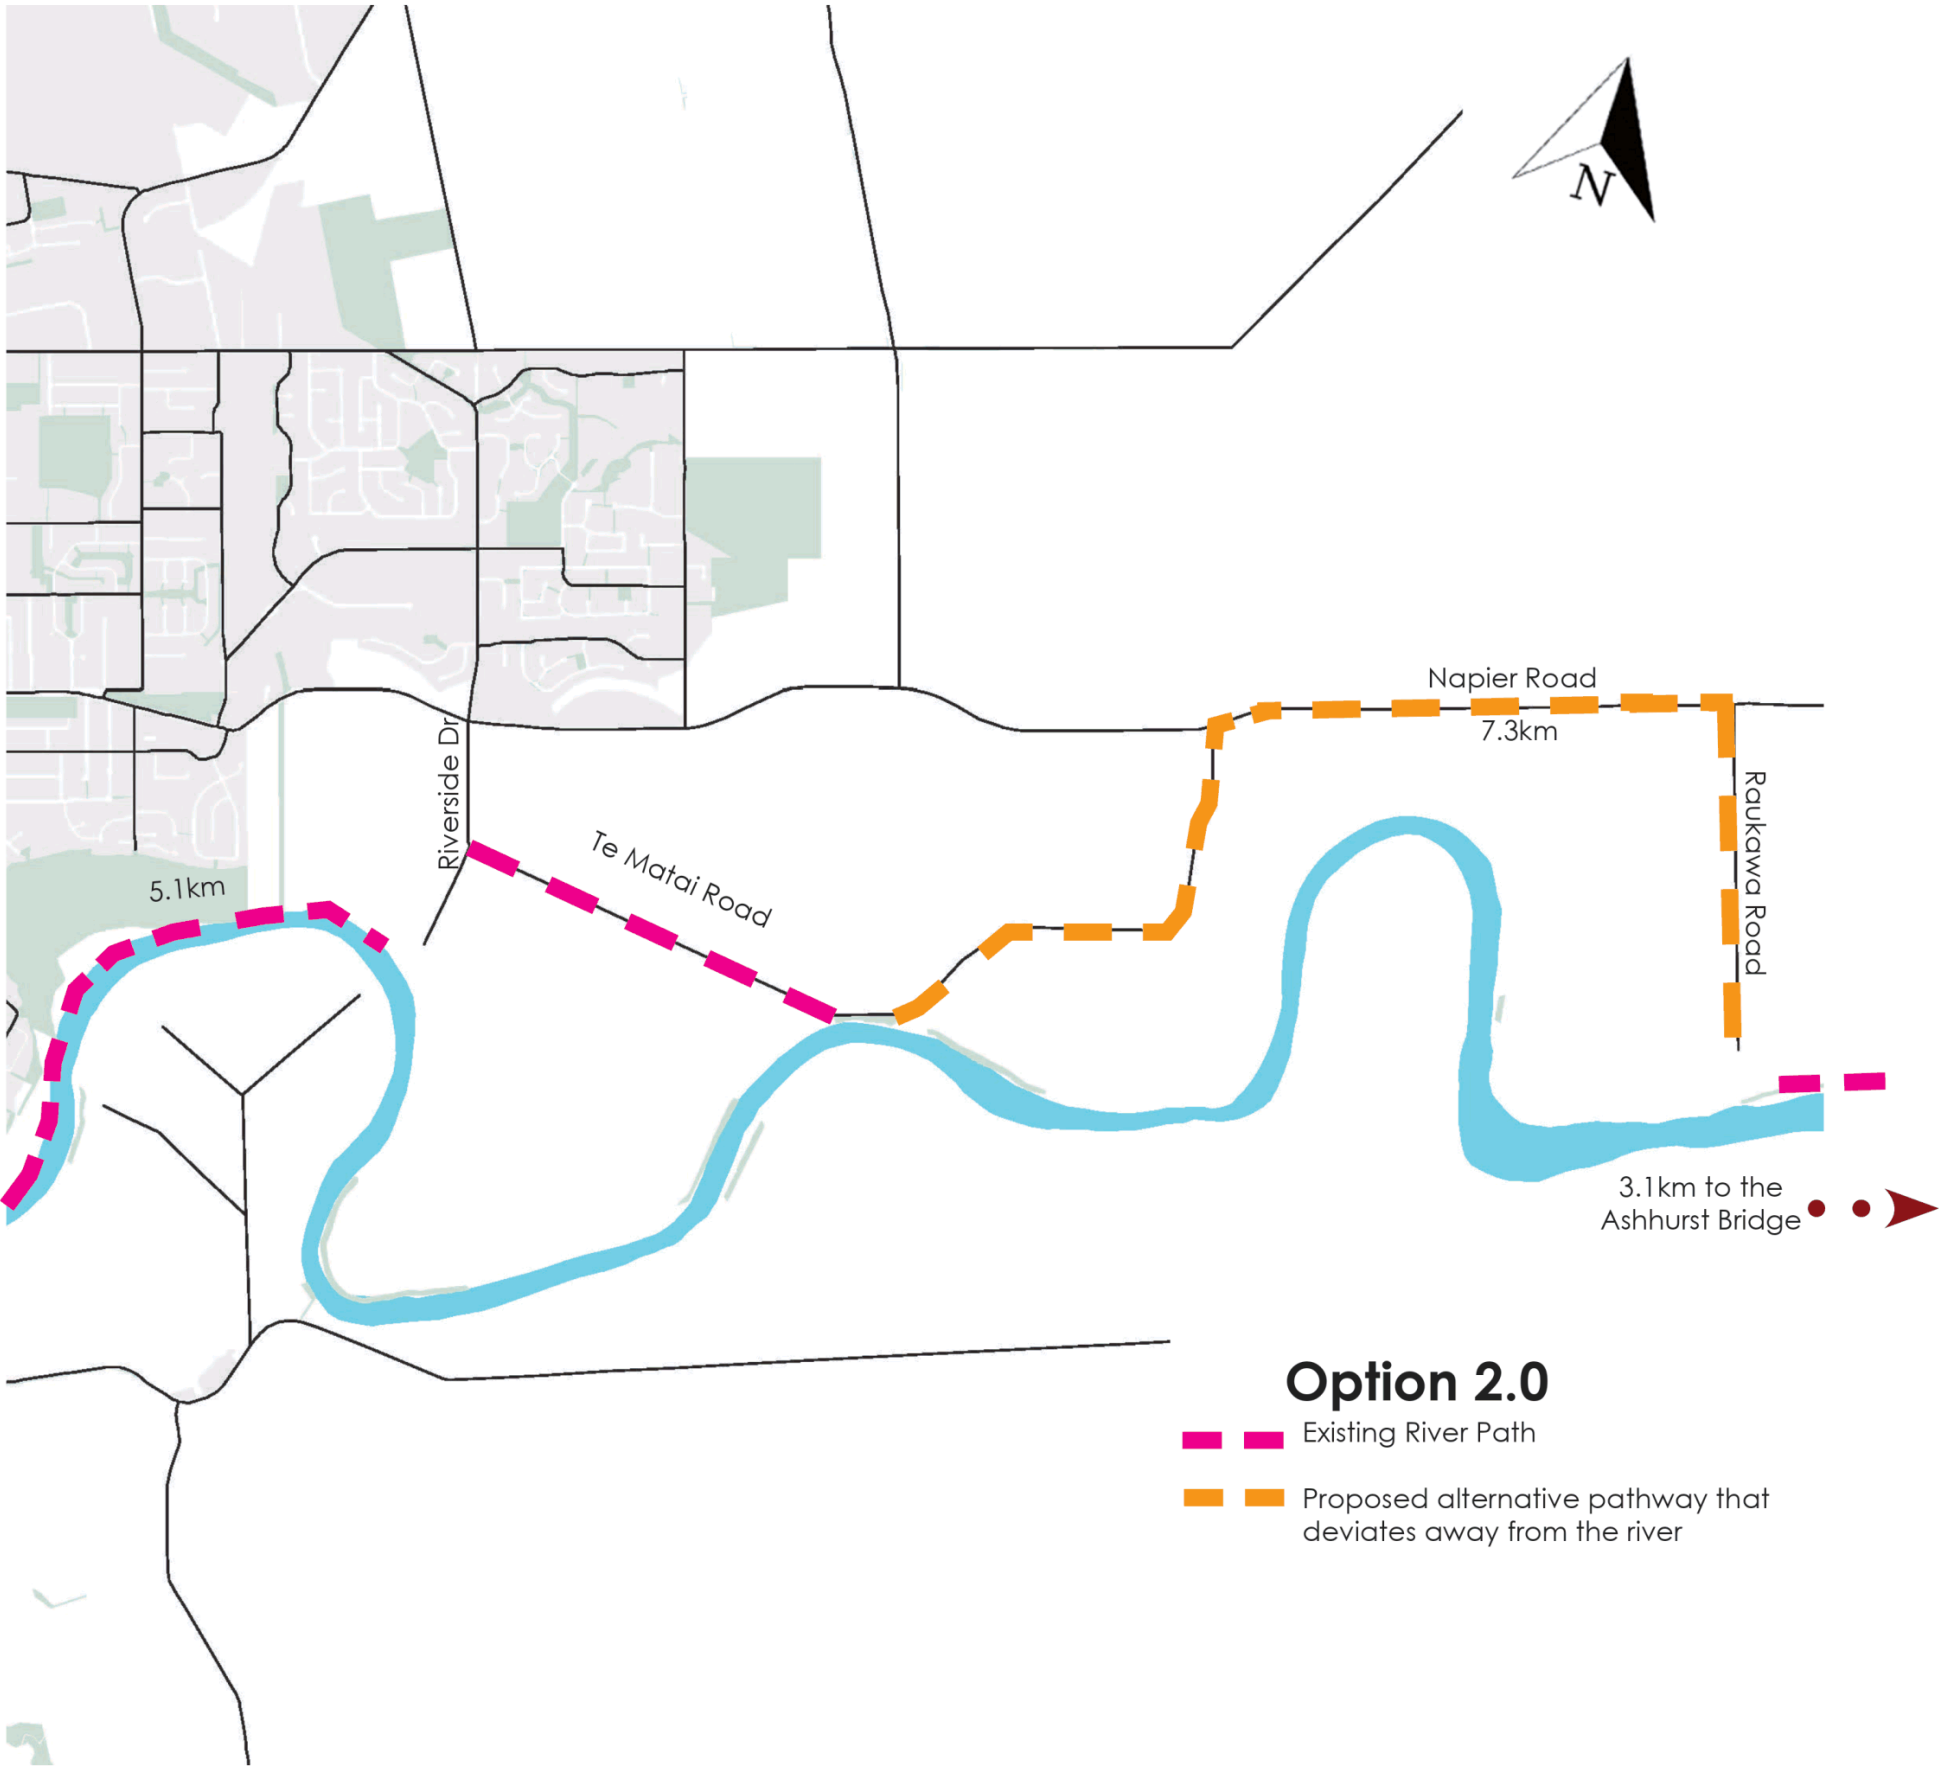 N
Napier Road
7.3km
Riverside Dr
Raukawa Road
Te Matai Road
5.1km
3.1km to the
Ashhurst Bridge
Option 2.0
Existing River Path
Proposed alternative pathway that
deviates away from the river